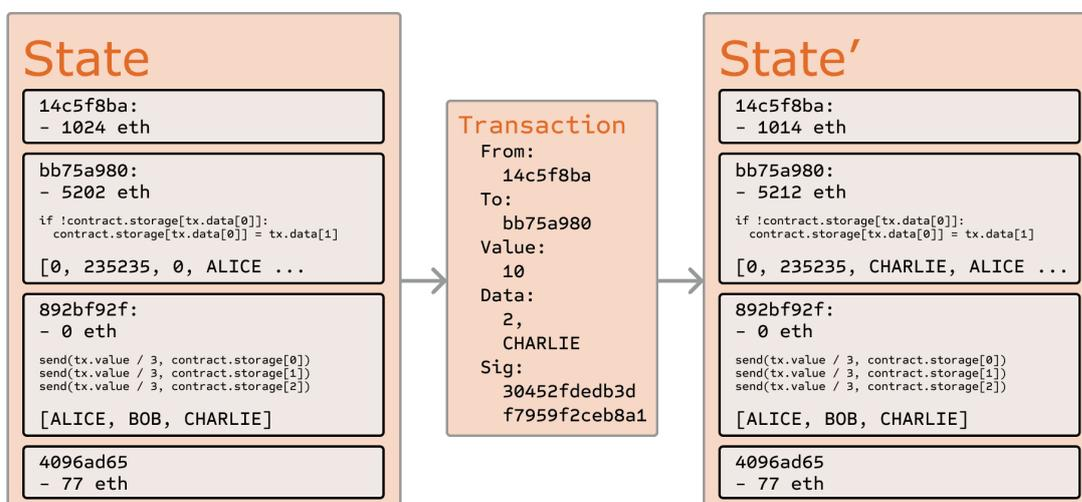 State
14c5f8ba:
- 1024 eth
bb75a980:
- 5202 eth
if !contract.storage[tx.data[0]]:
contract.storage[tx.data[0]] = tx.data[1]
[0, 235235, 0, ALICE ...
892bf92f:
- 0 eth
send(tx.value / 3, contract.storage[0])
send(tx.value / 3, contract.storage[1])
send(tx.value / 3, contract.storage[2])
[ALICE, BOB, CHARLIE]
4096ad65
- 77 eth
Transaction
From:
14c5f8ba
To:
bb75a980
Value:
10
Data:
2,
CHARLIE
Sig:
30452fdedb3d
f7959f2ceb8a1
State’
14c5f8ba:
- 1014 eth
bb75a980:
- 5212 eth
if !contract.storage[tx.data[0]]:
contract.storage[tx.data[0]] = tx.data[1]
[0, 235235, CHARLIE, ALICE ...
892bf92f:
- 0 eth
send(tx.value / 3, contract.storage[0])
send(tx.value / 3, contract.storage[1])
send(tx.value / 3, contract.storage[2])
[ALICE, BOB, CHARLIE]
4096ad65
- 77 eth